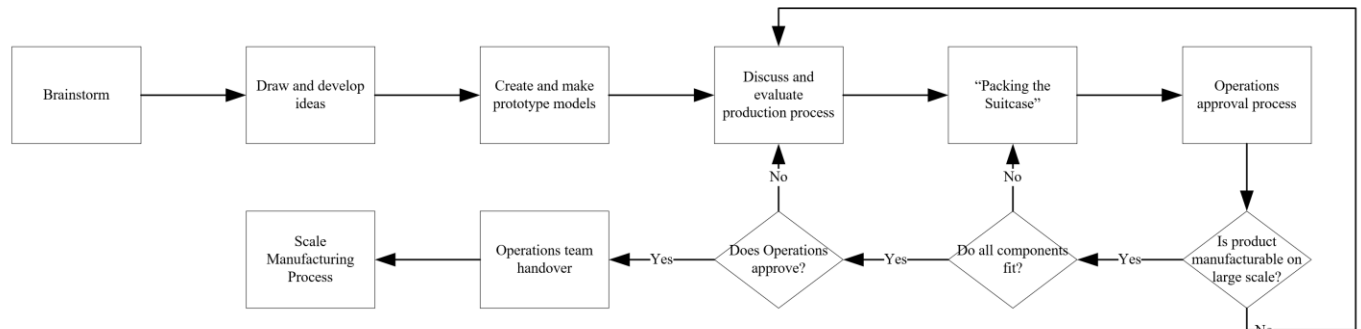 Brainstorm
Draw and develop
ideas
Create and make
prototype models
Discuss and
evaluate
production process
“Packing the
Suitcase”
Operations
approval process
No
No
Scale
Manufacturing
Process
Operations team
handover
Yes
Does Operations
approve?
Yes
Do all components
fit?
Yes
Is product
manufacturable on
large scale?
No